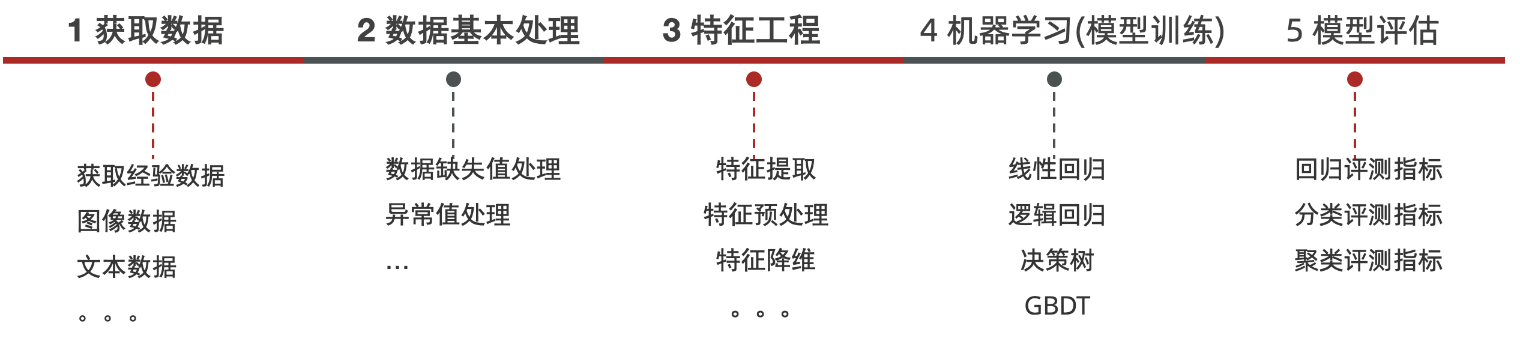 1 获取数据
获取经验数据
图像数据
文本数据
。。。
2 数据基本处理
数据缺失值处理
异常值处理
...
3 特征工程
特征提取
特征预处理
特征降维
。。。
4 机器学习(模型训练)
线性回归
逻辑回归
决策树
GBDT
5 模型评估
回归评测指标
分类评测指标
聚类评测指标